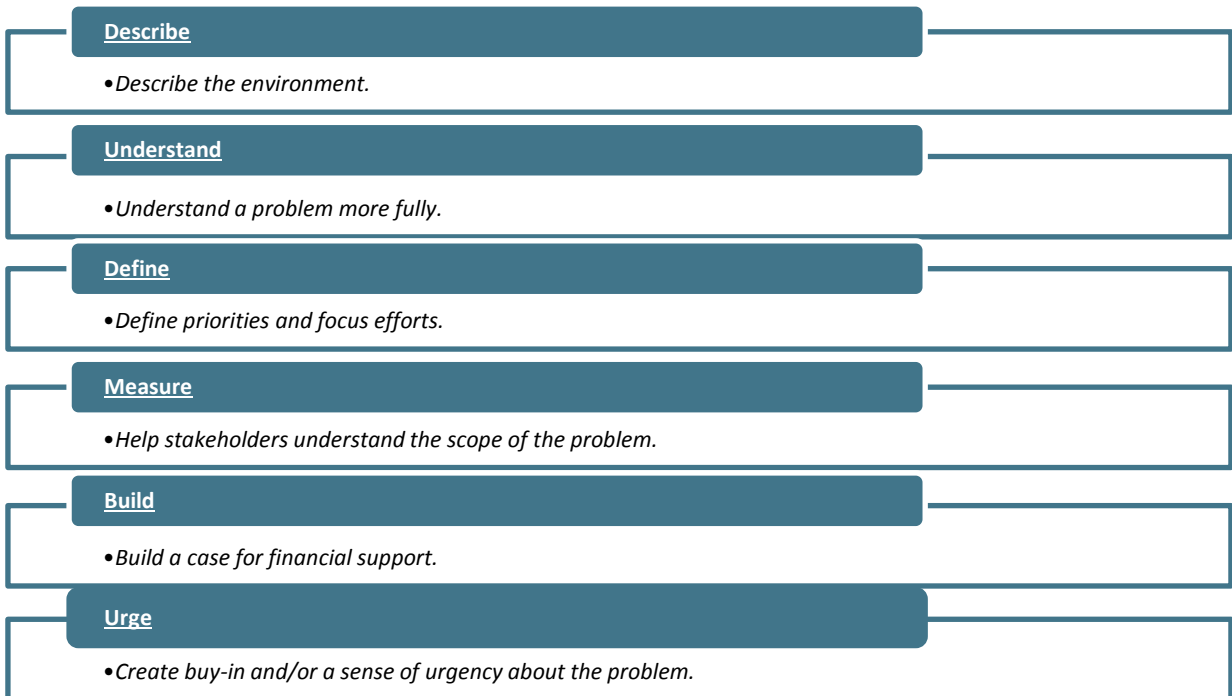 Describe
•Describe the environment.
Understand
•Understand a problem more fully.
Define
•Define priorities and focus efforts.
Measure
•Help stakeholders understand the scope of the problem.
Build
•Build a case for financial support.
Urge
•Create buy-in and/or a sense of urgency about the problem.